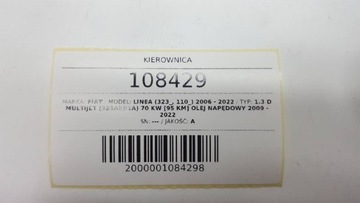 KIEROWNICA
108429
MARKA: FIAT · MODEL: LINEA (323_, 110_) 2006 - 2022 · TYP: 1.3 D
MULTIJET 70 KW [95 KM] OLEJ NAPĘDOWY 2009 -
2022
SN: --- / JAKOŚĆ: A
2000001084298